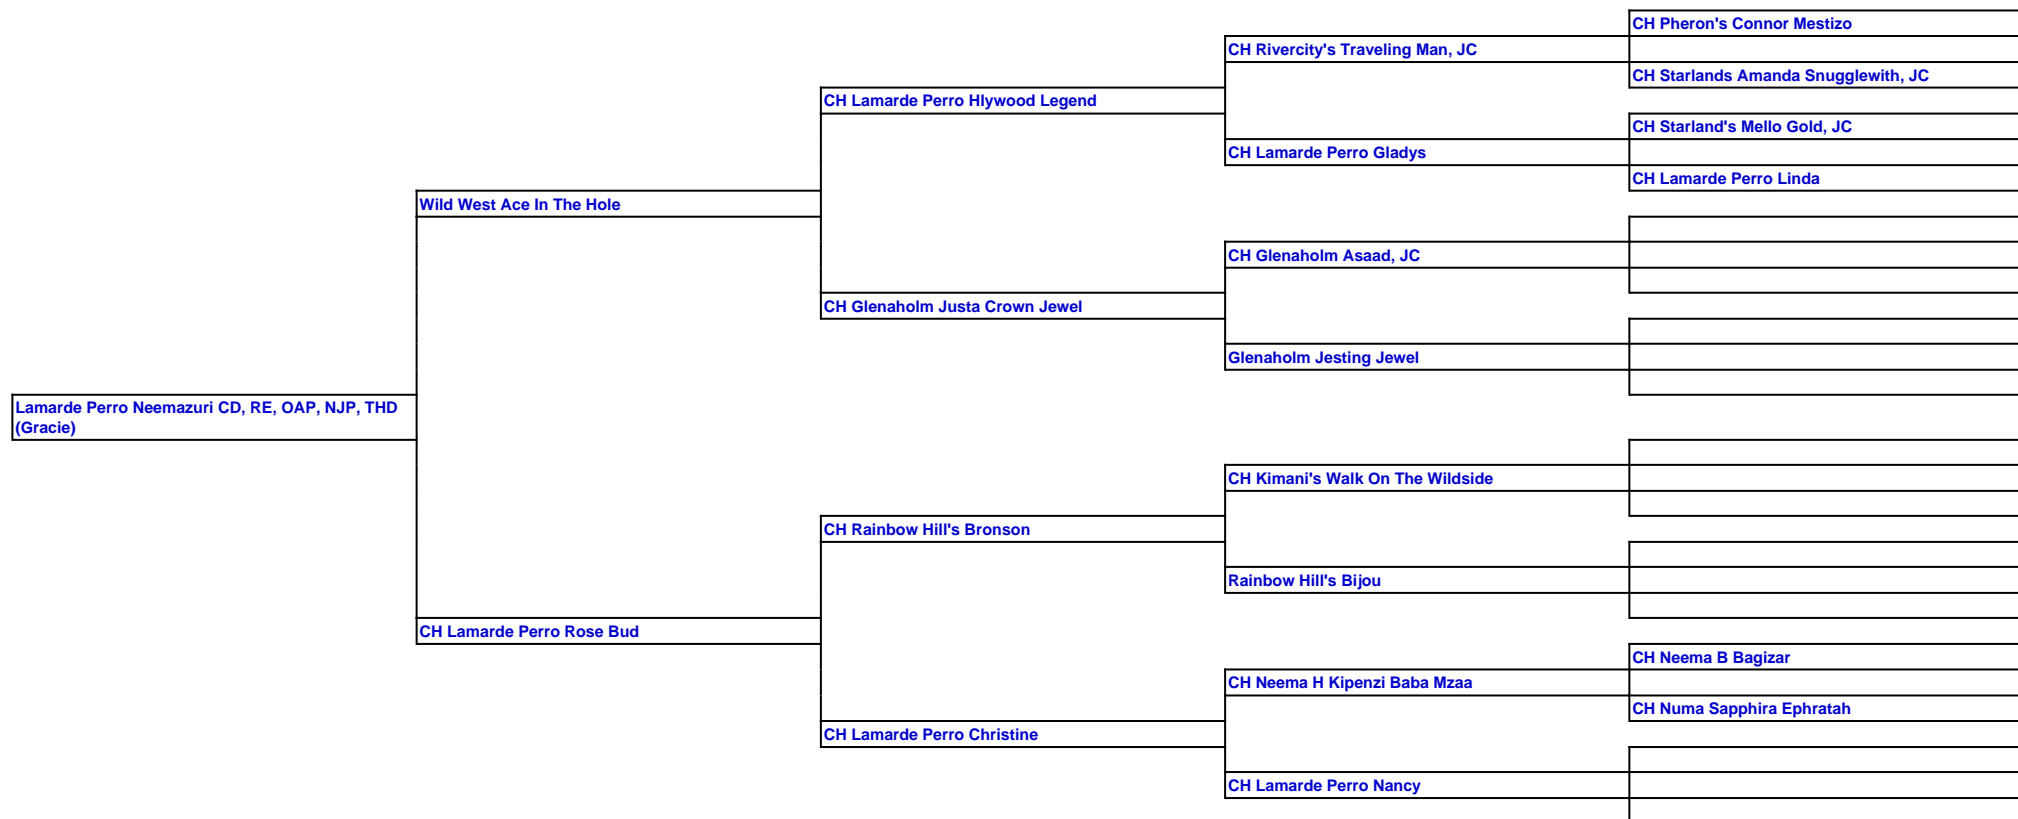 CH Pheron's Connor Mestizo
CH Rivercity's Traveling Man, JC
CH Starlands Amanda Snugglewith, JC
CH Lamarde Perro Hlywood Legend
CH Starland's Mello Gold, JC
CH Lamarde Perro Gladys
CH Lamarde Perro Linda
Wild West Ace In The Hole
CH Glenaholm Asaad, JC
CH Glenaholm Justa Crown Jewel
Glenaholm Jesting Jewel
Lamarde Perro Neemazuri CD, RE, OAP, NJP, THD
(Gracie)
CH Kimani's Walk On The Wildside
CH Rainbow Hill's Bronson
Rainbow Hill's Bijou
CH Lamarde Perro Rose Bud
CH Neema B Bagizar
CH Neema H Kipenzi Baba Mzaa
CH Numa Sapphira Ephratah
CH Lamarde Perro Christine
CH Lamarde Perro Nancy